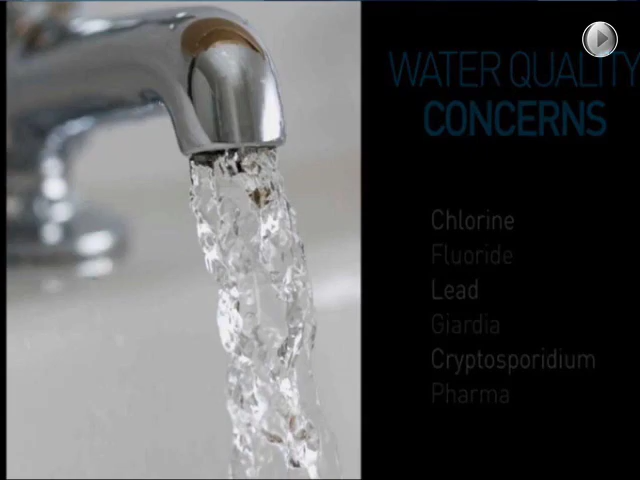 WATER QUALITY
CONCERNS
Chlorine
Fluoride
Lead
Giardia
Cryptosporidium
Pharma